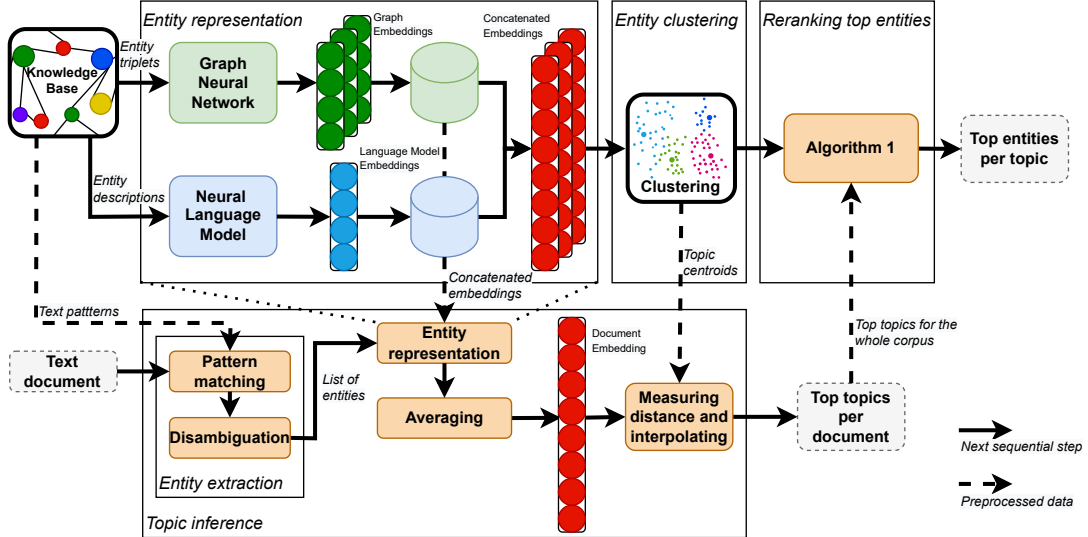 Entity representation
Entity clustering
Reranking top entities
Graph
Embeddings
Concatenated
Embeddings
Knowledge
Base
Entity
triplets
Graph
Neural
Network
Language Model
Embeddings
Clustering
Algorithm 1
Top entities
per topic
Entity
descriptions
Neural
Language
Model
Topic
centroids
Concatenated
embeddings
Text pattterns
Top topics for the
whole corpus
Text
document
Pattern
matching
Disambiguation
Entity extraction
List of
entities
Entity
representation
Averaging
Document
Embedding
Measuring
distance and
interpolating
Top topics
per
document
Topic inference
Next sequential step
Preprocessed data